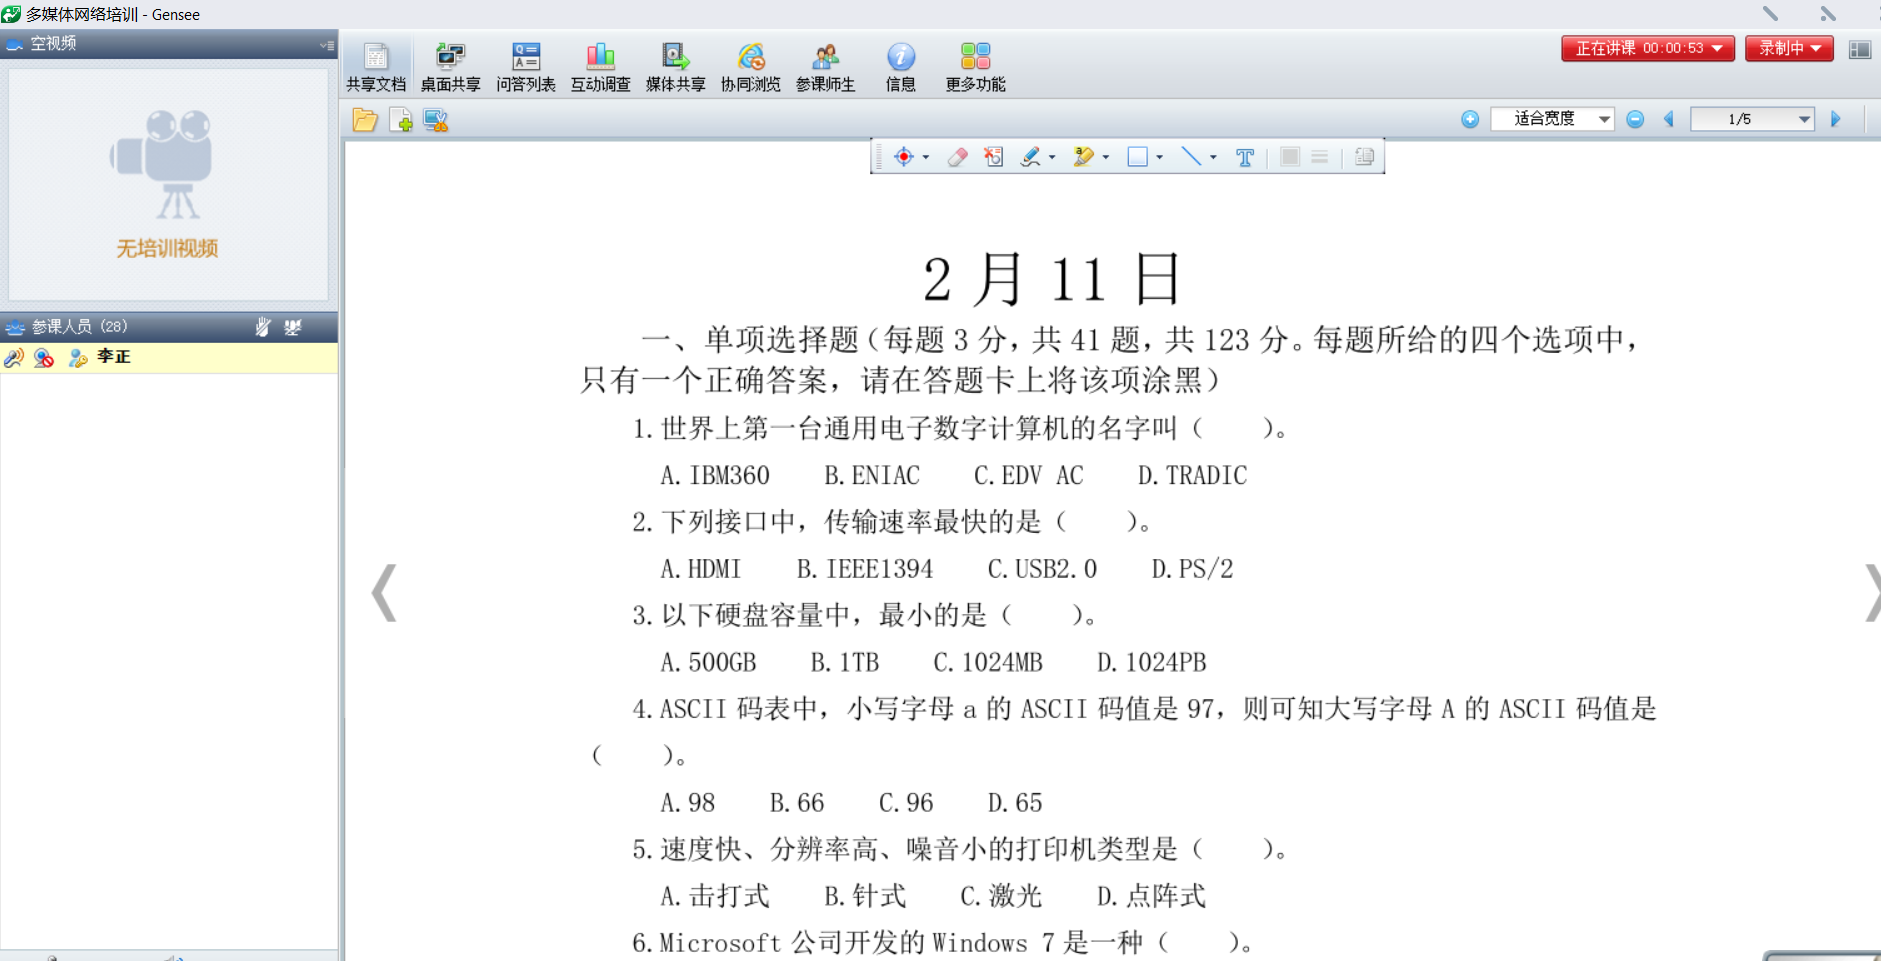 多媒体网络培训 - Gensee
空视频
无培训视频
参课人员 (28)
李正
共享文档 桌面共享 问答列表 互动调查 媒体共享 协同浏览 参课师生 信息 更多功能
正在讲课 00:00:53 录制中
适合宽度 1/5
2 月 11 日
一、单项选择题（每题 3 分，共 41 题，共 123 分。每题所给的四个选项中，
只有一个正确答案，请在答题卡上将该项涂黑）
1.世界上第一台通用电子数字计算机的名字叫（　　）。
A.IBM360 B.ENIAC C.EDV AC D.TRADIC
2.下列接口中，传输速率最快的是（　　）。
A.HDMI B.IEEE1394 C.USB2.0 D.PS/2
3.以下硬盘容量中，最小的是（　　）。
A.500GB B.1TB C.1024MB D.1024PB
4.ASCII 码表中，小写字母 a 的 ASCII 码值是 97，则可知大写字母 A 的 ASCII 码值是
（　　）。
A.98 B.66 C.96 D.65
5.速度快、分辨率高、噪音小的打印机类型是（　　）。
A.击打式 B.针式 C.激光 D.点阵式
6.Microsoft 公司开发的 Windows 7 是一种（　　）。